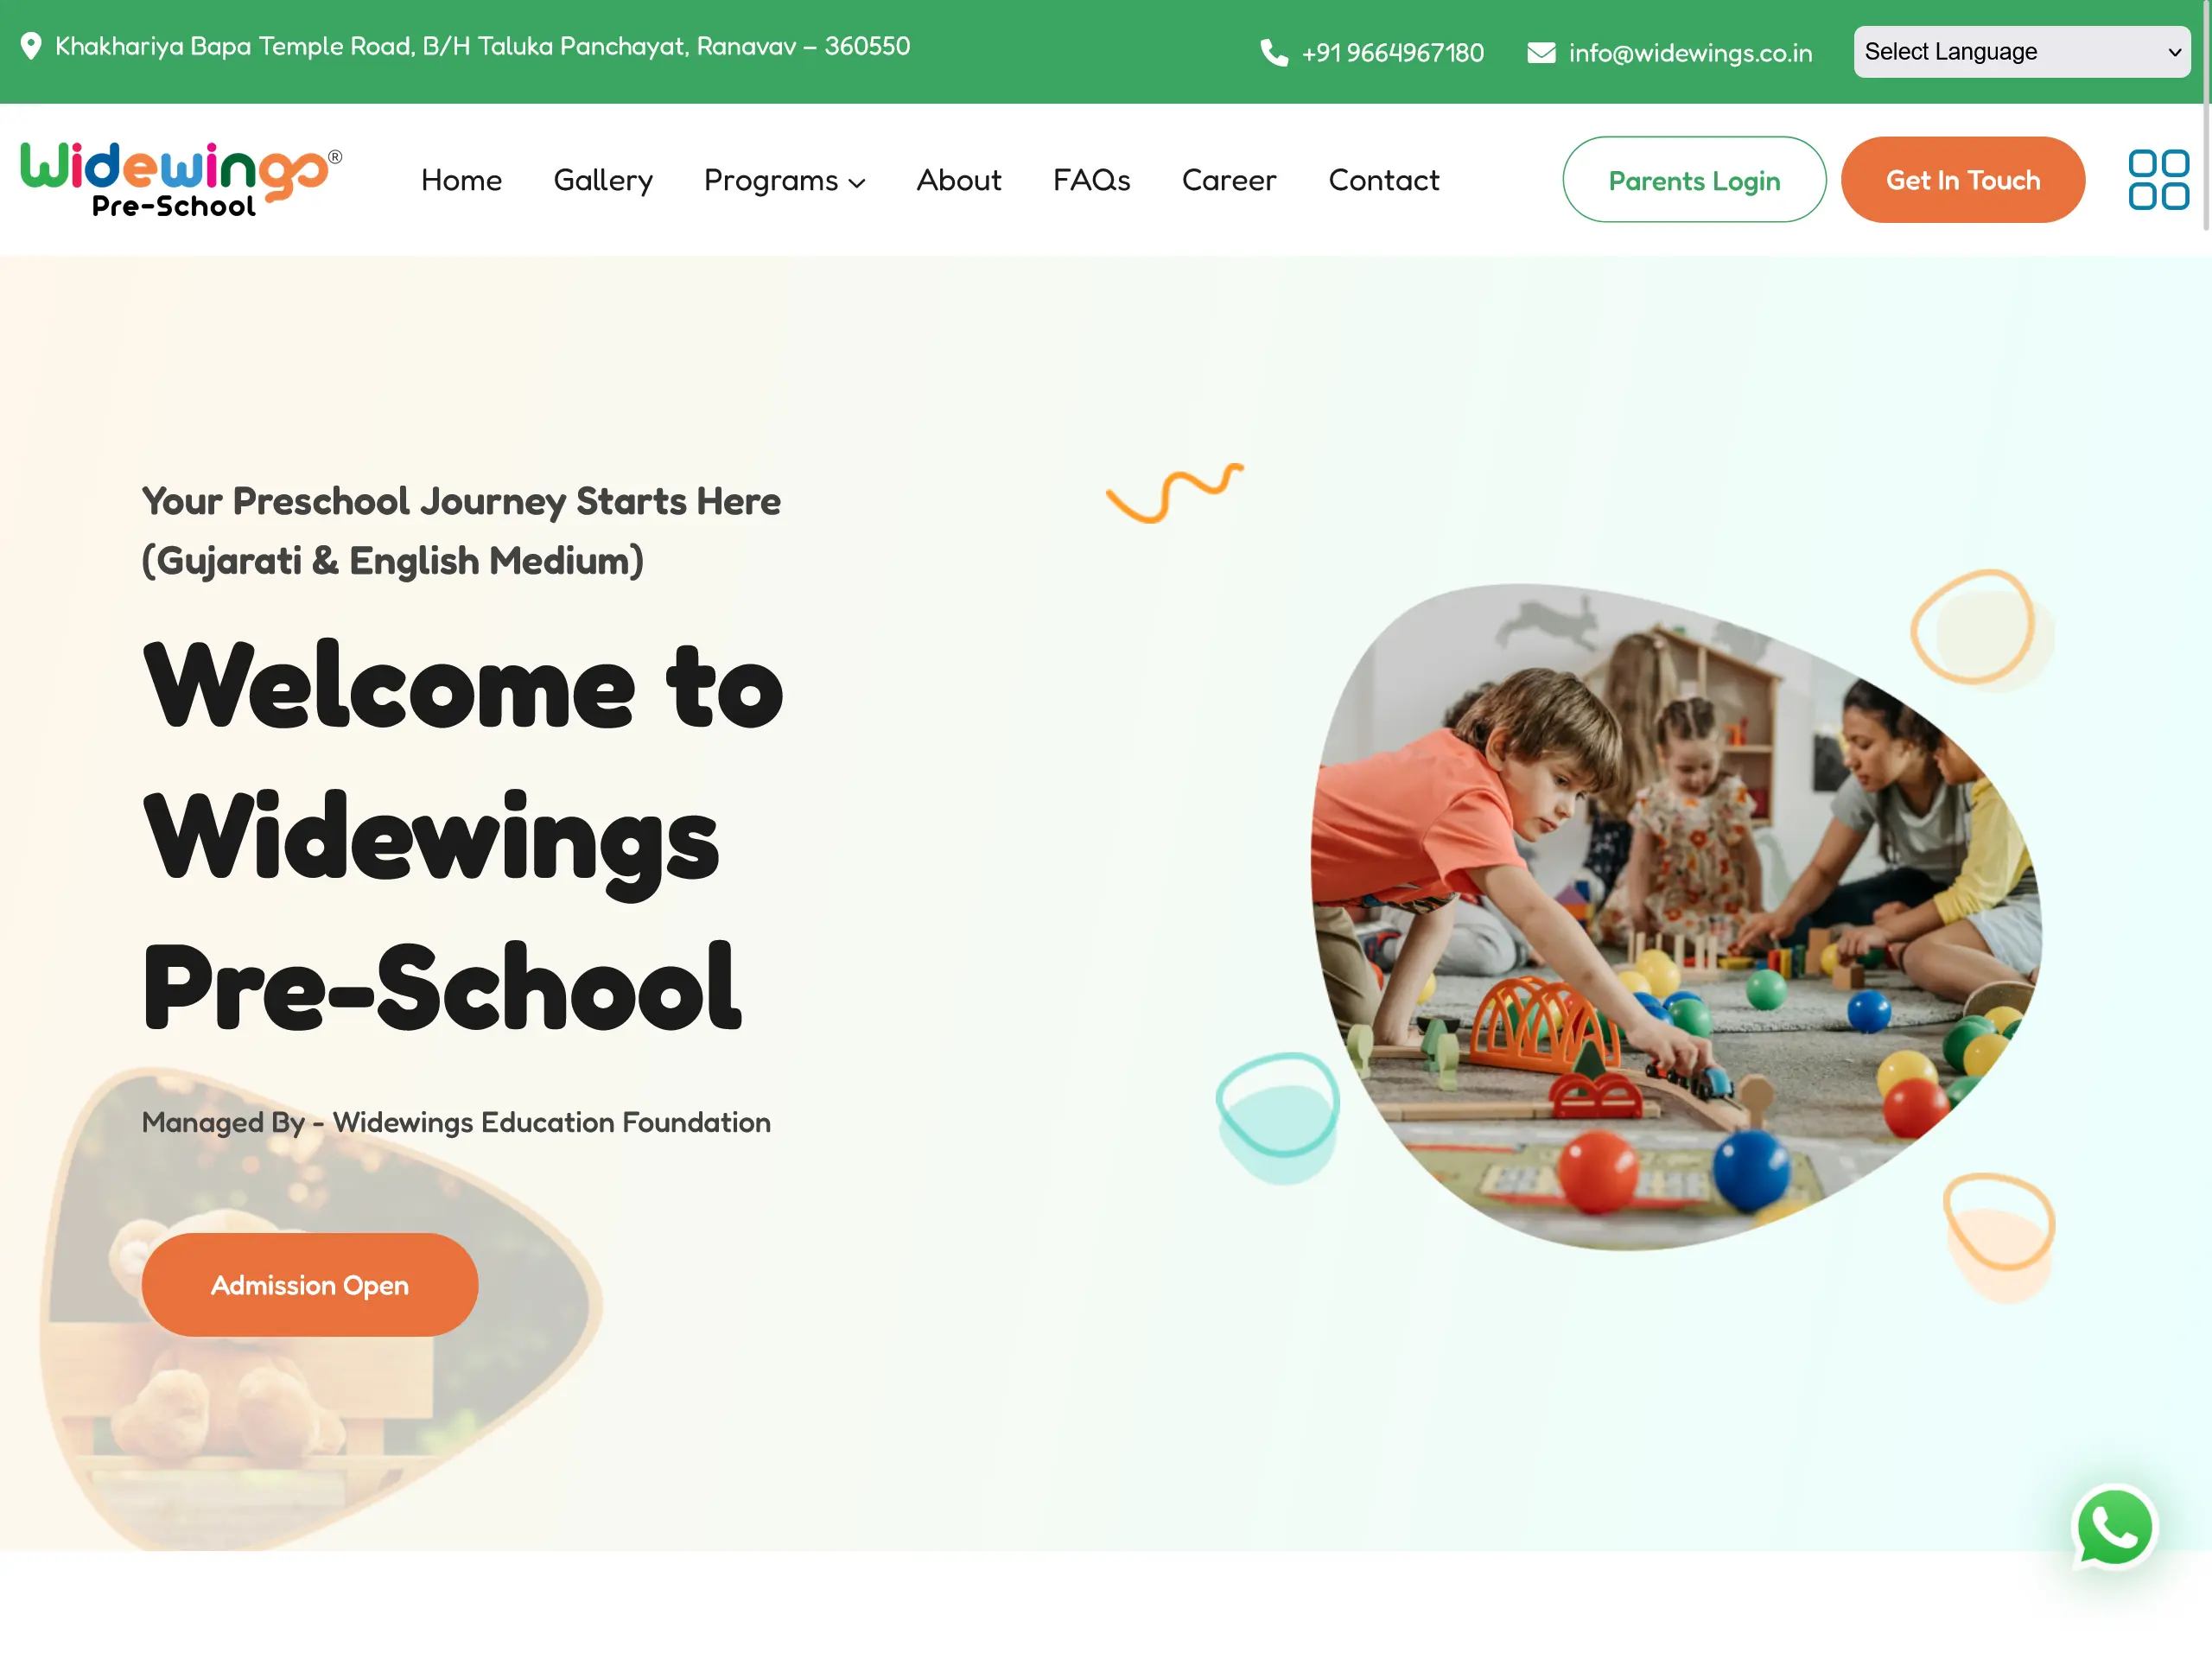 Khakhariya Bapa Temple Road, B/H Taluka Panchayat, Ranavav – 360550
+91 9664967180
info@widewings.co.in
Select Language
Widewings®
Pre-School
Home
Gallery
Programs
About
FAQs
Career
Contact
Parents Login
Get In Touch
Your Preschool Journey Starts Here
(Gujarati & English Medium)
Welcome to
Widewings
Pre-School
Managed By - Widewings Education Foundation
Admission Open